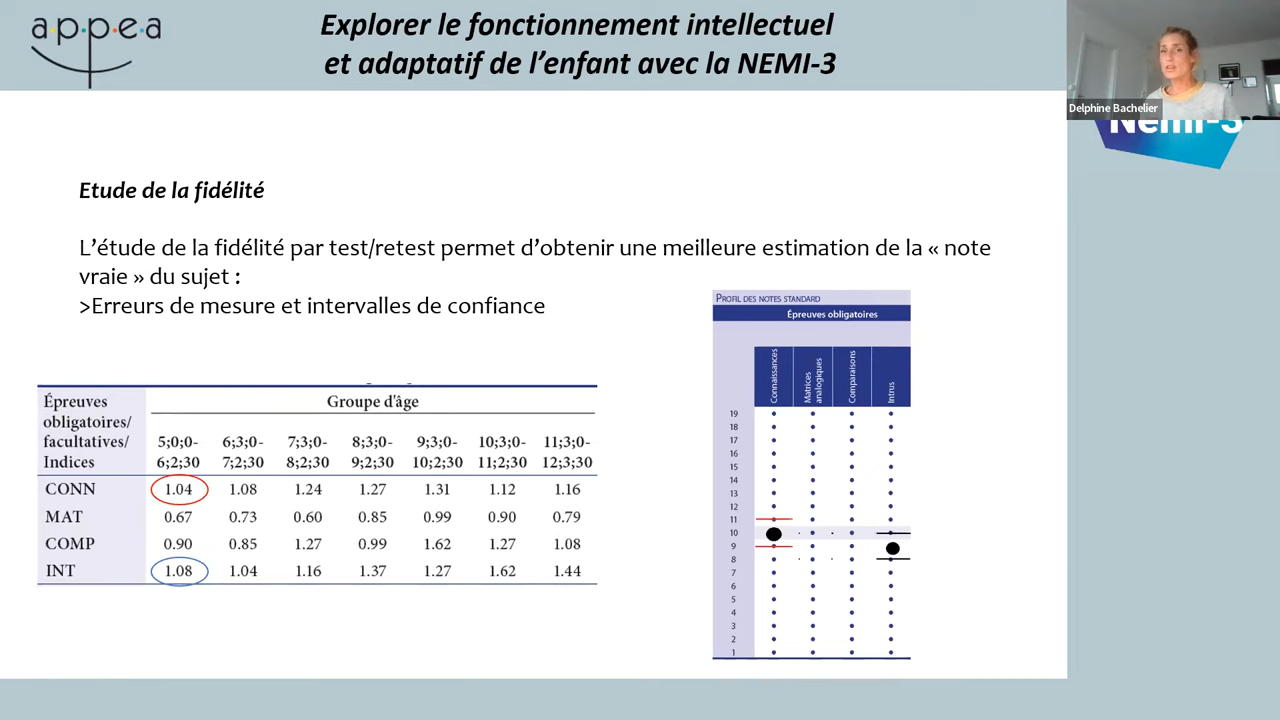 a·p·p·e·a
Explorer le fonctionnement intellectuel
et adaptatif de l'enfant avec la NEMI-3
Delphine Bachelier
Nemi-3
Etude de la fidélité
L'étude de la fidélité par test/retest permet d'obtenir une meilleure estimation de la « note
vraie » du sujet :
>Erreurs de mesure et intervalles de confiance
Épreuves
obligatoires/
facultatives/
Indices
Groupe d'âge
5;0;0- 6;3;0- 7;3;0- 8;3;0- 9;3;0- 10;3;0- 11;3;0-
6;2;30 7;2;30 8;2;30 9;2;30 10;2;30 11;2;30 12;3;30
CONN 1.04 1.08 1.24 1.27 1.31 1.12 1.16
MAT 0.67 0.73 0.60 0.85 0.99 0.90 0.79
COMP 0.90 0.85 1.27 0.99 1.62 1.27 1.08
INT 1.08 1.04 1.16 1.37 1.27 1.62 1.44
PROFIL DES NOTES STANDARD
Épreuves obligatoires
Connaissances
Matrices
analogiques
Comparaisons
Intrus
19
18
17
16
15
14
13
12
11
10
9
8
7
6
5
4
3
2
1